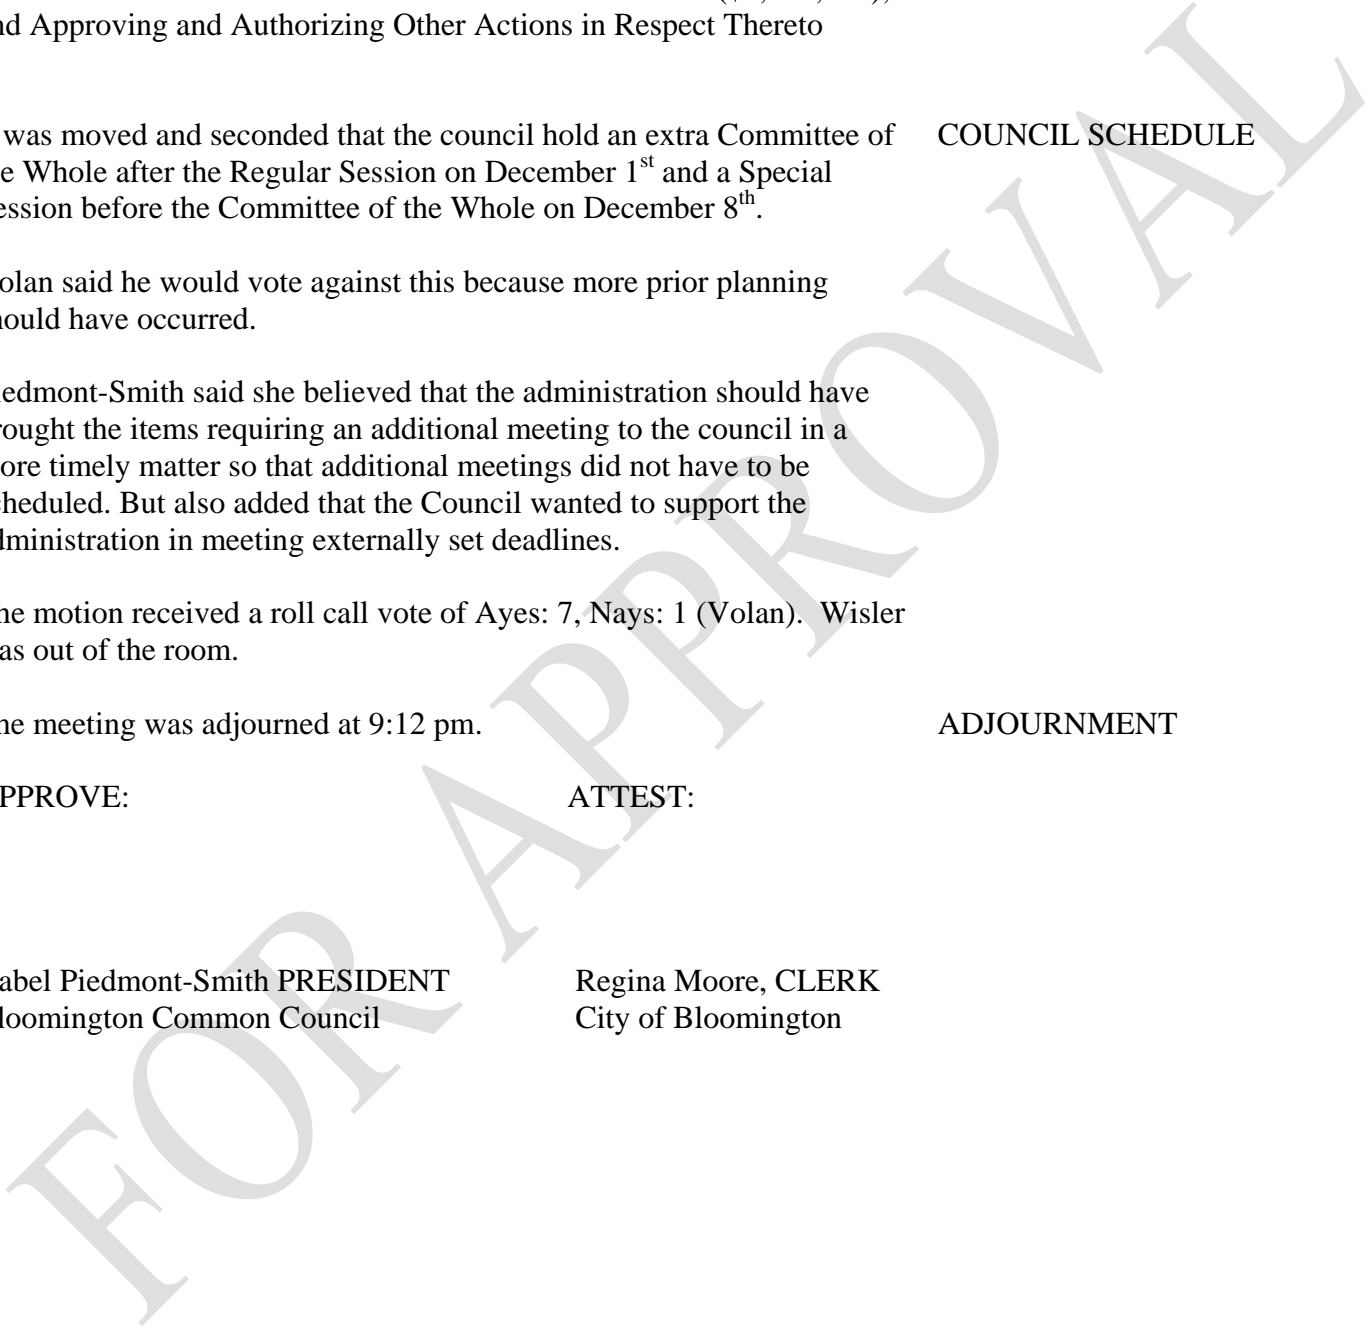 nd Approving and Authorizing Other Actions in Respect Thereto
was moved and seconded that the council hold an extra Committee of COUNCIL SCHEDULE
e Whole after the Regular Session on December 1st and a Special
ession before the Committee of the Whole on December 8th.
olan said he would vote against this because more prior planning
hould have occurred.
iedmont-Smith said she believed that the administration should have
rought the items requiring an additional meeting to the council in a
ore timely matter so that additional meetings did not have to be
cheduled. But also added that the Council wanted to support the
dministration in meeting externally set deadlines.
he motion received a roll call vote of Ayes: 7, Nays: 1 (Volan).  Wisler
as out of the room.
he meeting was adjourned at 9:12 pm. ADJOURNMENT
PPROVE: ATTEST:
abel Piedmont-Smith PRESIDENT Regina Moore, CLERK
loomington Common Council City of Bloomington
FOR APPROVAL